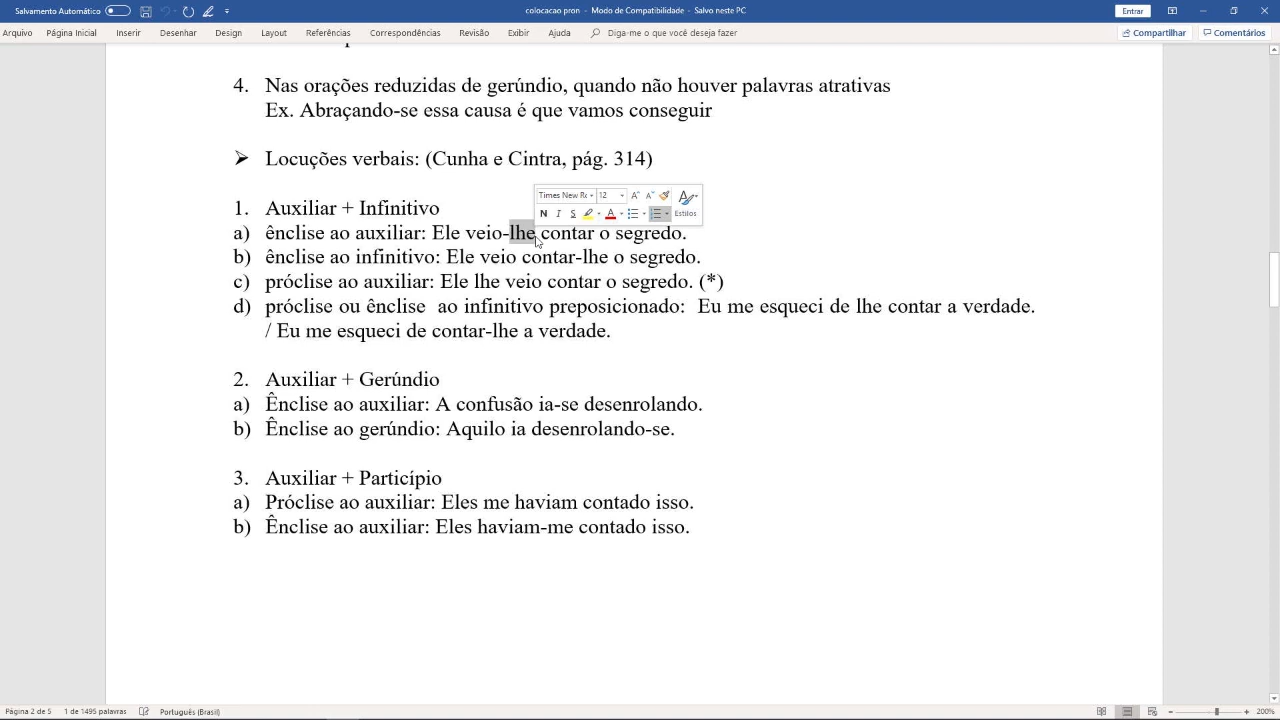 Salvamento Automático
colocacao pron - Modo de Compatibilidade - Salvo neste PC
Entrar
Arquivo Página Inicial Inserir Desenhar Design Layout Referências Correspondências Revisão Exibir Ajuda Diga-me o que você deseja fazer Compartilhar Comentários
4. Nas orações reduzidas de gerúndio, quando não houver palavras atrativas
Ex. Abraçando-se essa causa é que vamos conseguir
➢ Locuções verbais: (Cunha e Cintra, pág. 314)
Times New Rc 12
N I S A Estilos
1. Auxiliar + Infinitivo
a) ênclise ao auxiliar: Ele veio-lhe contar o segredo.
b) ênclise ao infinitivo: Ele veio contar-lhe o segredo.
c) próclise ao auxiliar: Ele lhe veio contar o segredo. (*)
d) próclise ou ênclise ao infinitivo preposicionado: Eu me esqueci de lhe contar a verdade.
/ Eu me esqueci de contar-lhe a verdade.
2. Auxiliar + Gerúndio
a) Ênclise ao auxiliar: A confusão ia-se desenrolando.
b) Ênclise ao gerúndio: Aquilo ia desenrolando-se.
3. Auxiliar + Particípio
a) Próclise ao auxiliar: Eles me haviam contado isso.
b) Ênclise ao auxiliar: Eles haviam-me contado isso.
Página 2 de 5 1 de 1495 palavras Português (Brasil) 200%